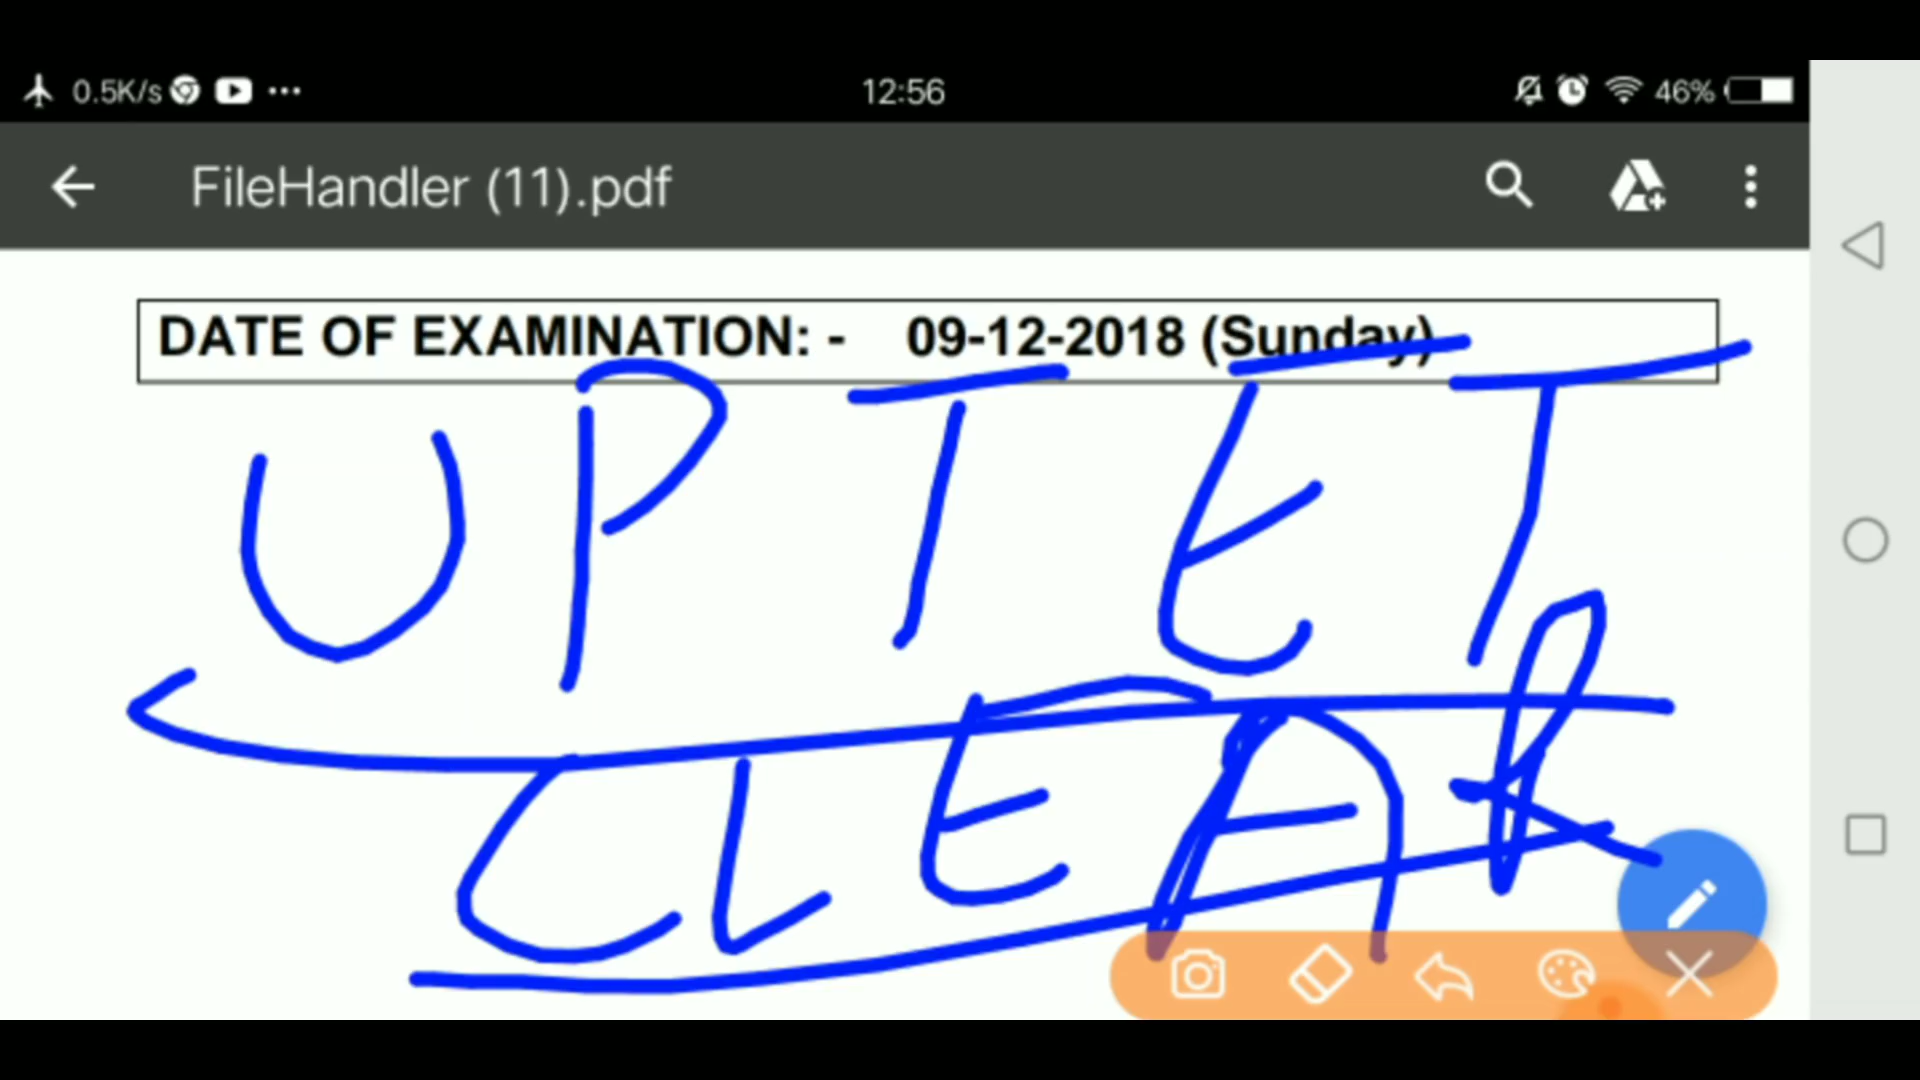 0.5K/s 12:56 46%
FileHandler (11).pdf
DATE OF EXAMINATION: - 09-12-2018 (Sunday)
UPTET
CLEAR